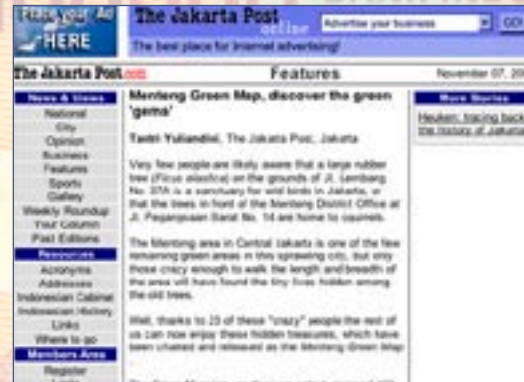 Place Your Ad
HERE
The Jakarta Post
online
The best place for Internet advertising!
Advertise your business
GO
The Jakarta Post.com
Features
November 07, 20
News & Views
National
City
Opinion
Business
Features
Sports
Gallery
Weekly Roundup
Your Column
Past Editions
Resources
Acronyms
Addresses
Indonesian Cabinet
Indonesian History
Links
Where to go
Members Area
Register
Menteng Green Map, discover the green
'gems'
Tantri Yuliandini, The Jakarta Post, Jakarta
Very few people are likely aware that a large rubber
tree (Ficus elastica) on the grounds of Jl. Lembang
No. 37A is a sanctuary for wild birds in Jakarta, or
that the trees in front of the Menteng District Office at
Jl. Pegangsaan Barat No. 14 are home to squirrels.
The Menteng area in Central Jakarta is one of the few
remaining green areas in this sprawling city, but only
those crazy enough to walk the length and breadth of
the area will have found the tiny lives hidden among
the old trees.
Well, thanks to 23 of these "crazy" people the rest of
us can now enjoy these hidden treasures, which have
been charted and released as the Menteng Green Map
More Stories
Heuken: tracing back
the history of Jakarta